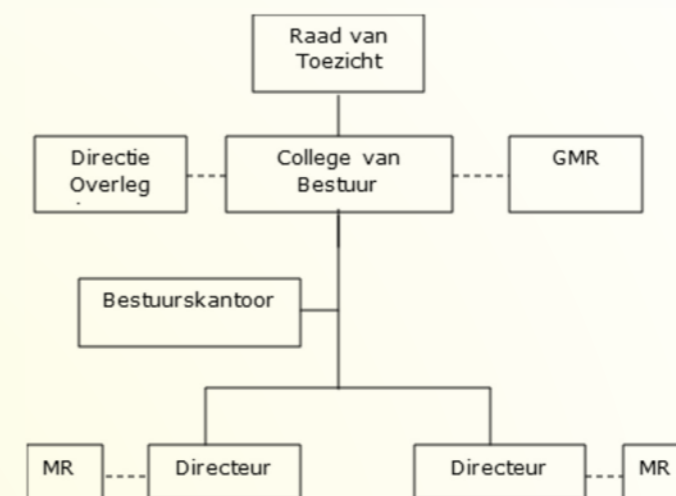 Raad van
Toezicht
Directie
Overleg
College van
Bestuur
GMR
Bestuurskantoor
MR
Directeur
Directeur
MR